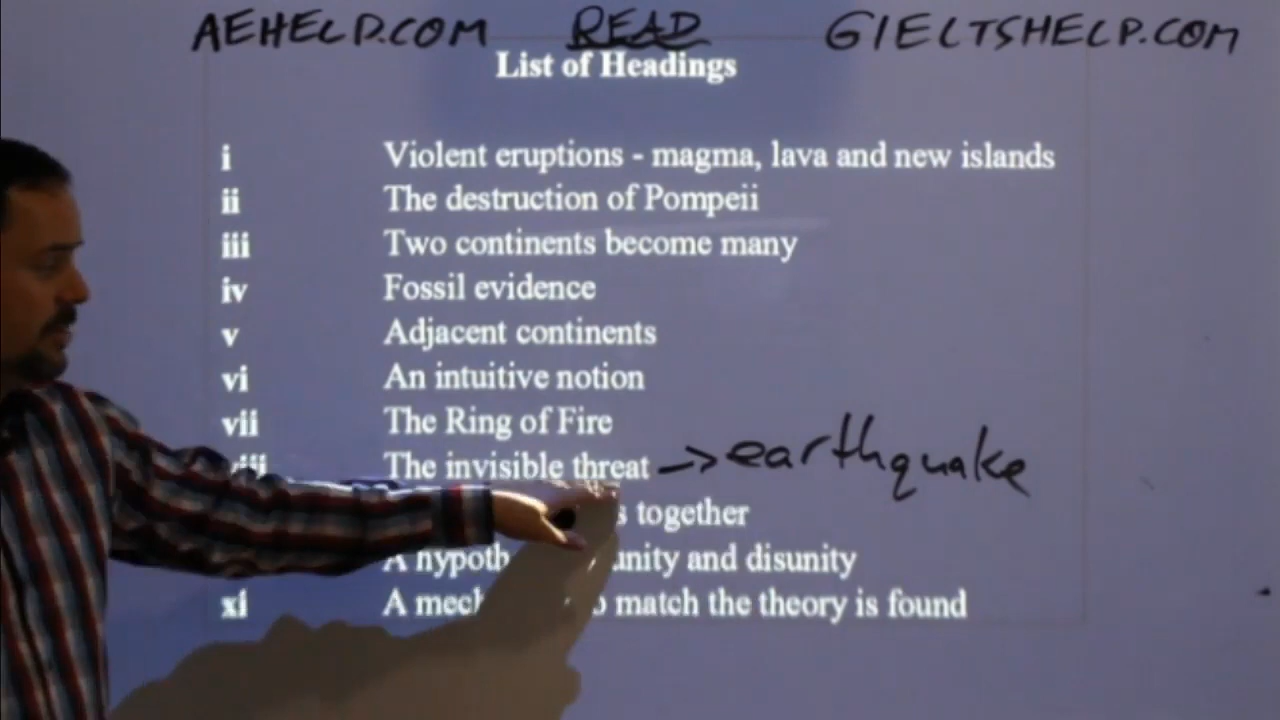 AEHELP.COM READ GIELTSHELP.COM
List of Headings
i Violent eruptions - magma, lava and new islands
ii The destruction of Pompeii
iii Two continents become many
iv Fossil evidence
v Adjacent continents
vi An intuitive notion
vii The Ring of Fire
viii The invisible threat -> earthquake
together
A unity and disunity
xi A match the theory is found